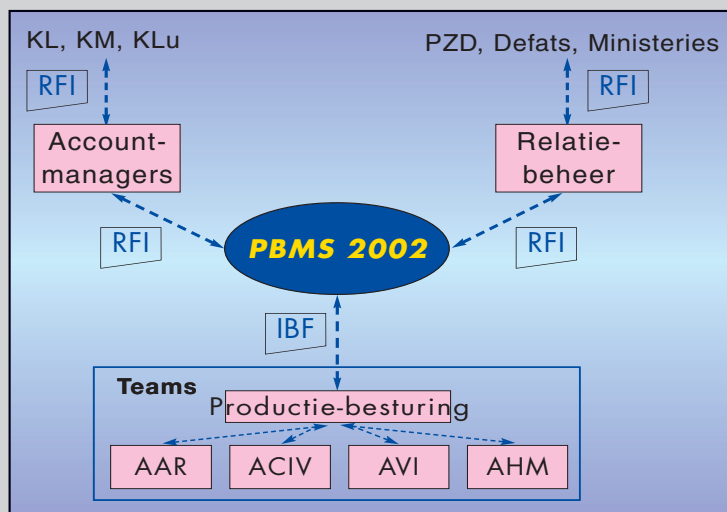 KL, KM, KLu
PZD, Defats, Ministeries
RFI
RFI
Account-
managers
Relatie-
beheer
RFI
PBMS 2002
RFI
IBF
Teams
Productie-besturing
AAR
ACIV
AVI
AHM